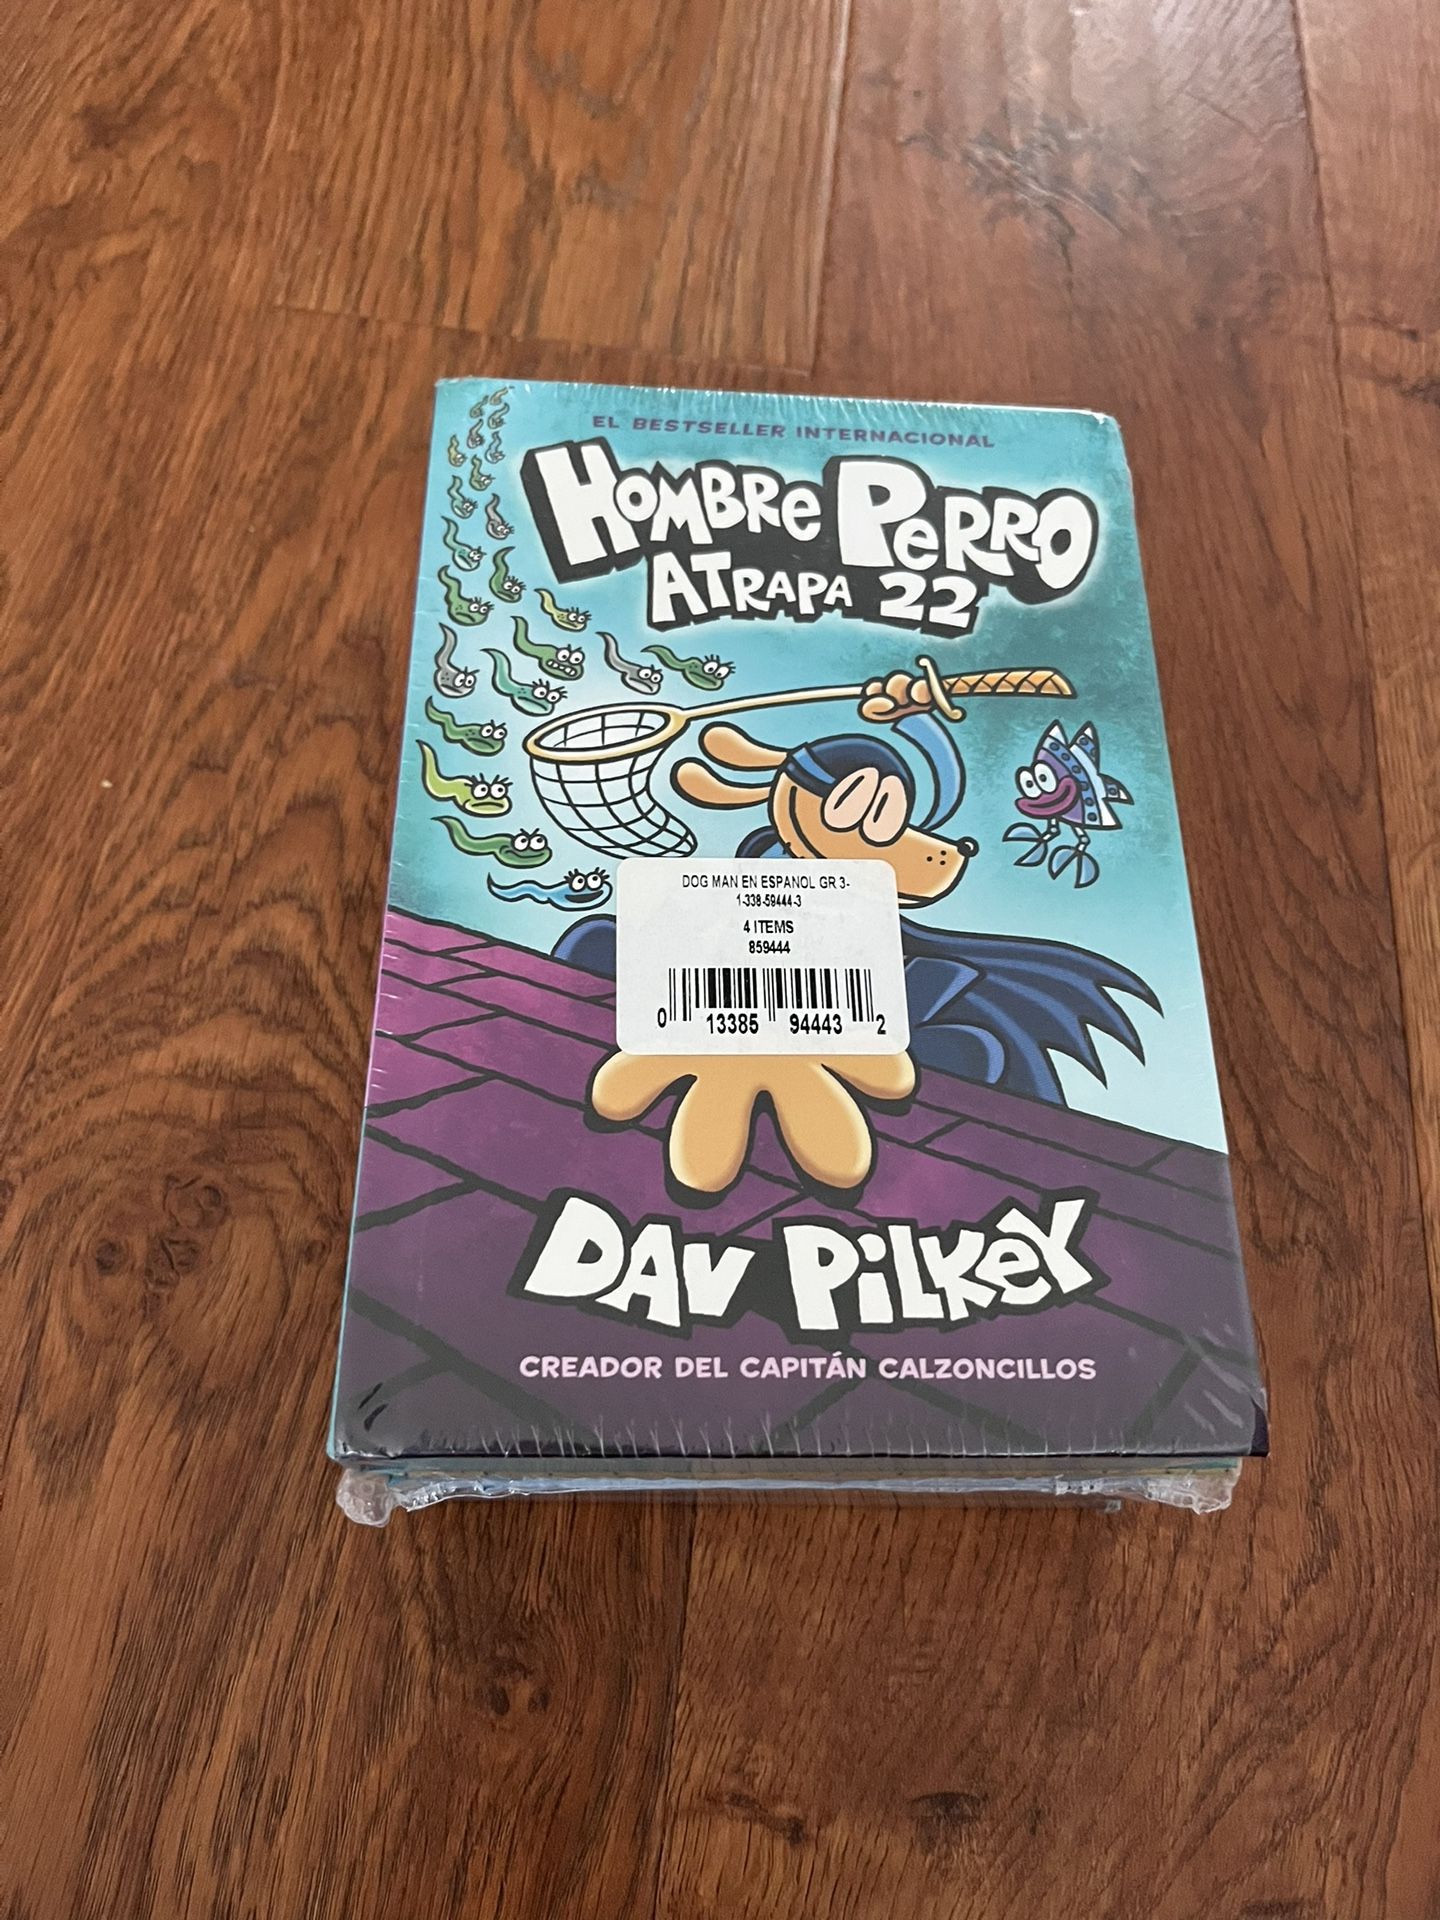 EL BESTSELLER INTERNACIONAL
HOMBRE PERRO
ATRAPA 22
DOG MAN EN ESPANOL GR 3-
1-338-59444-3
4 ITEMS
859444
0 13385 94443 2
DAV PILKEY
CREADOR DEL CAPITÁN CALZONCILLOS